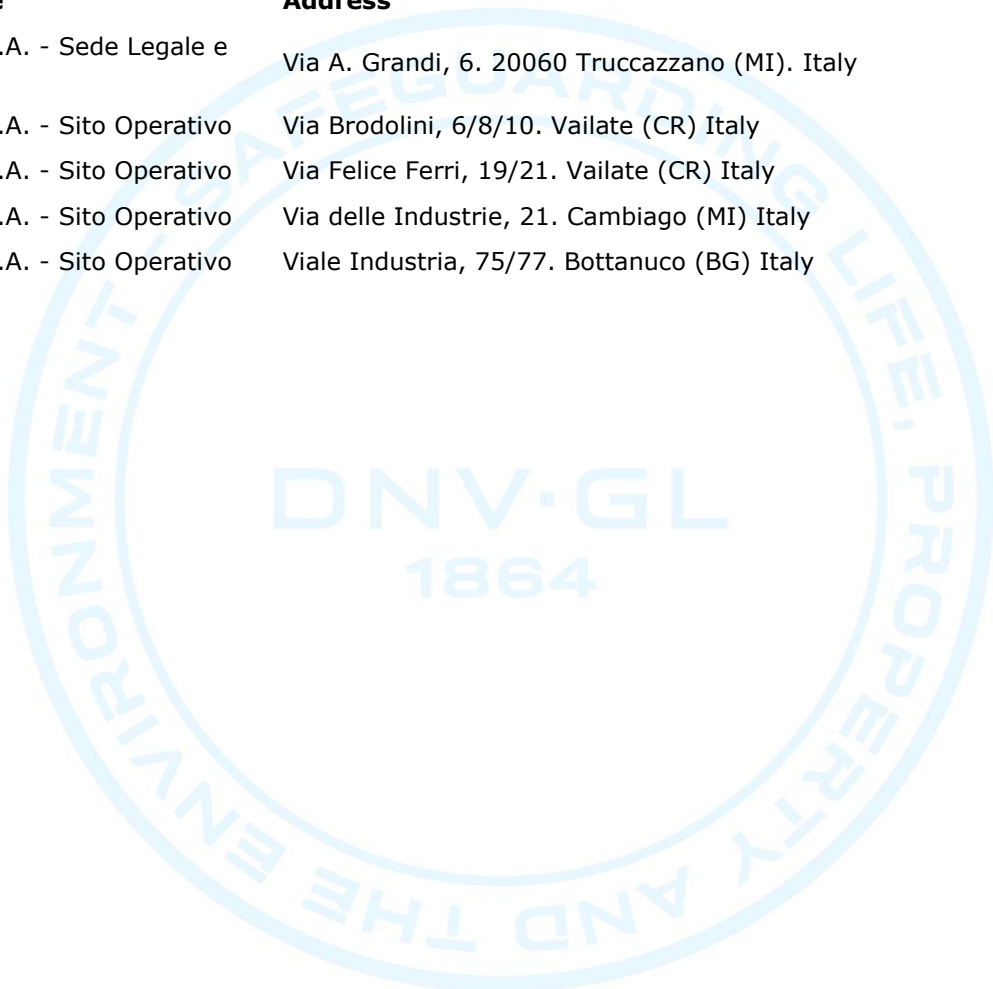 Address
.A. - Sede Legale e
Via A. Grandi, 6. 20060 Truccazzano (MI). Italy
.A. - Sito Operativo Via Brodolini, 6/8/10. Vailate (CR) Italy
.A. - Sito Operativo Via Felice Ferri, 19/21. Vailate (CR) Italy
.A. - Sito Operativo Via delle Industrie, 21. Cambiago (MI) Italy
.A. - Sito Operativo Viale Industria, 75/77. Bottanuco (BG) Italy
SAFEGUARDING LIFE, PROPERTY AND THE ENVIRONMENT -
DNV·GL
1864